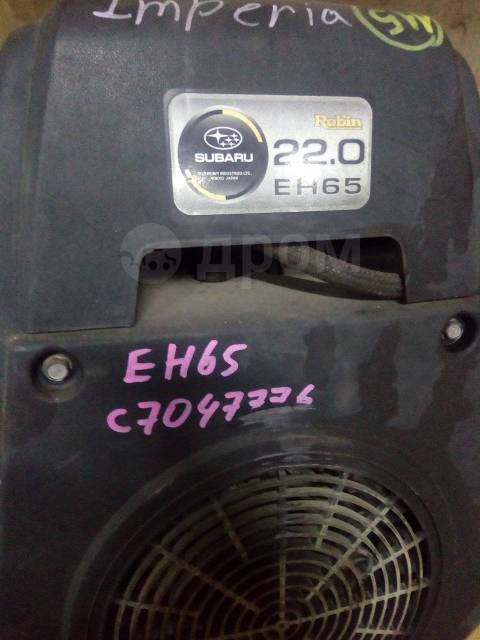 Imperia
Robin
SUBARU
22.0
FUJI HEAVY INDUSTRIES LTD.
TOKYO JAPAN
EH65
дром
EH65
C7047776